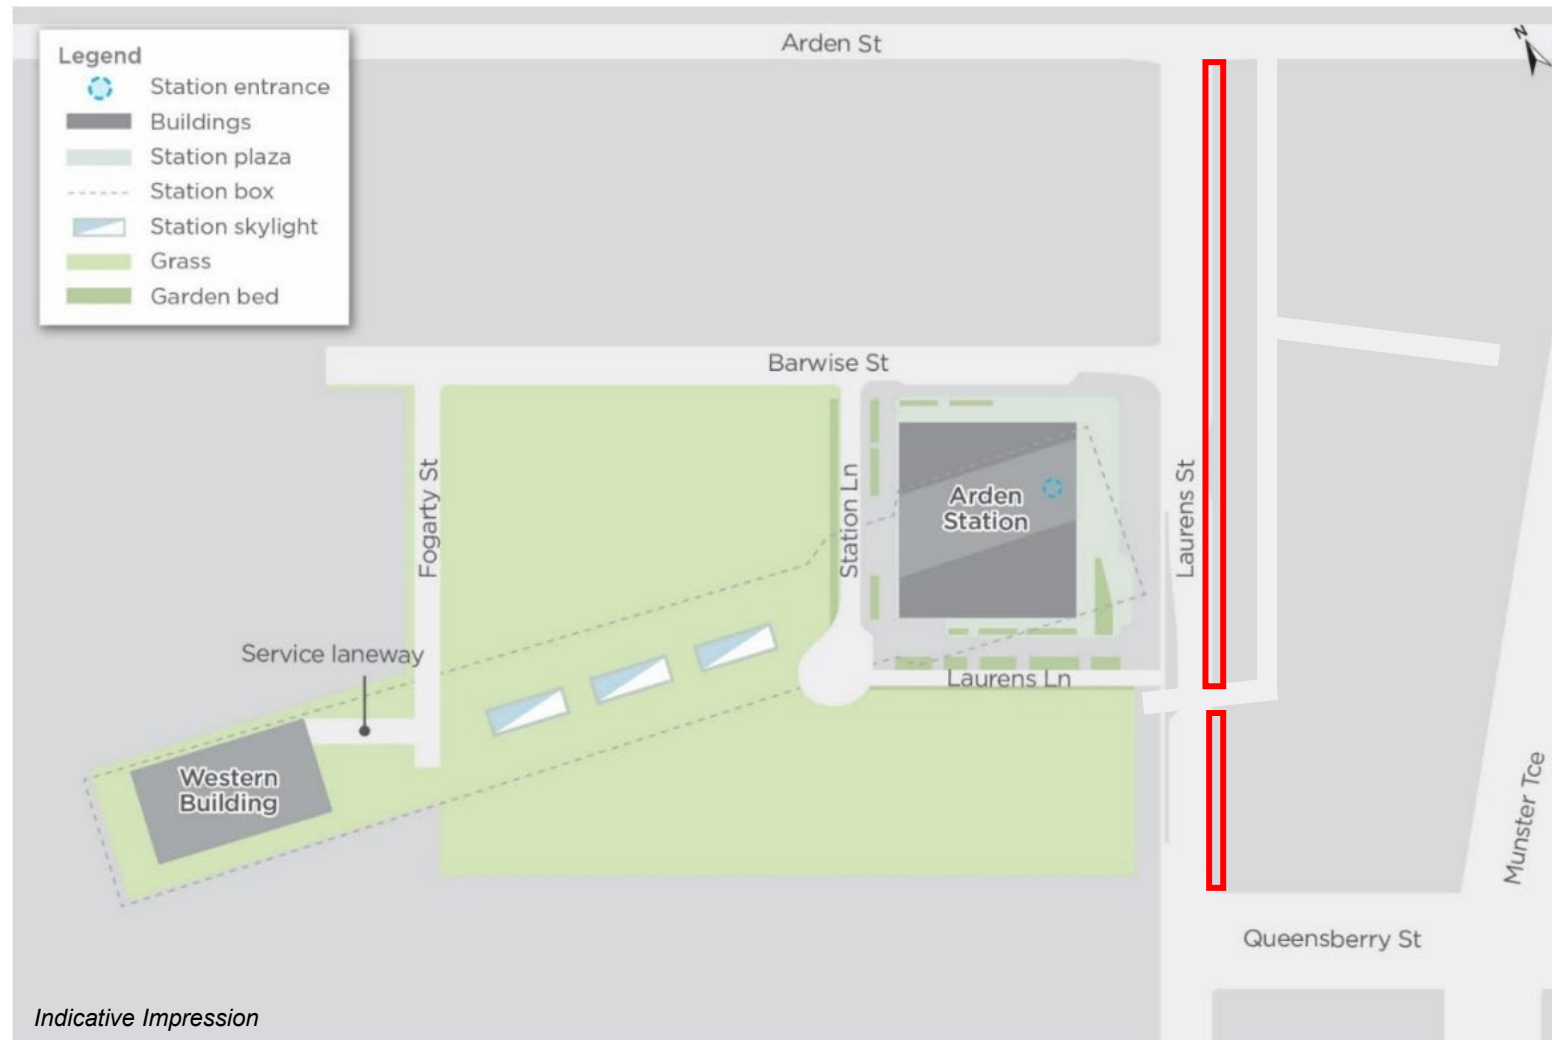 Arden St
N
Legend
Station entrance
Buildings
Station plaza
Station box
Station skylight
Grass
Garden bed
Barwise St
Fogarty St
Station Ln
Arden
Station
Laurens St
Service laneway
Laurens Ln
Western
Building
Munster Tce
Queensberry St
Indicative Impression